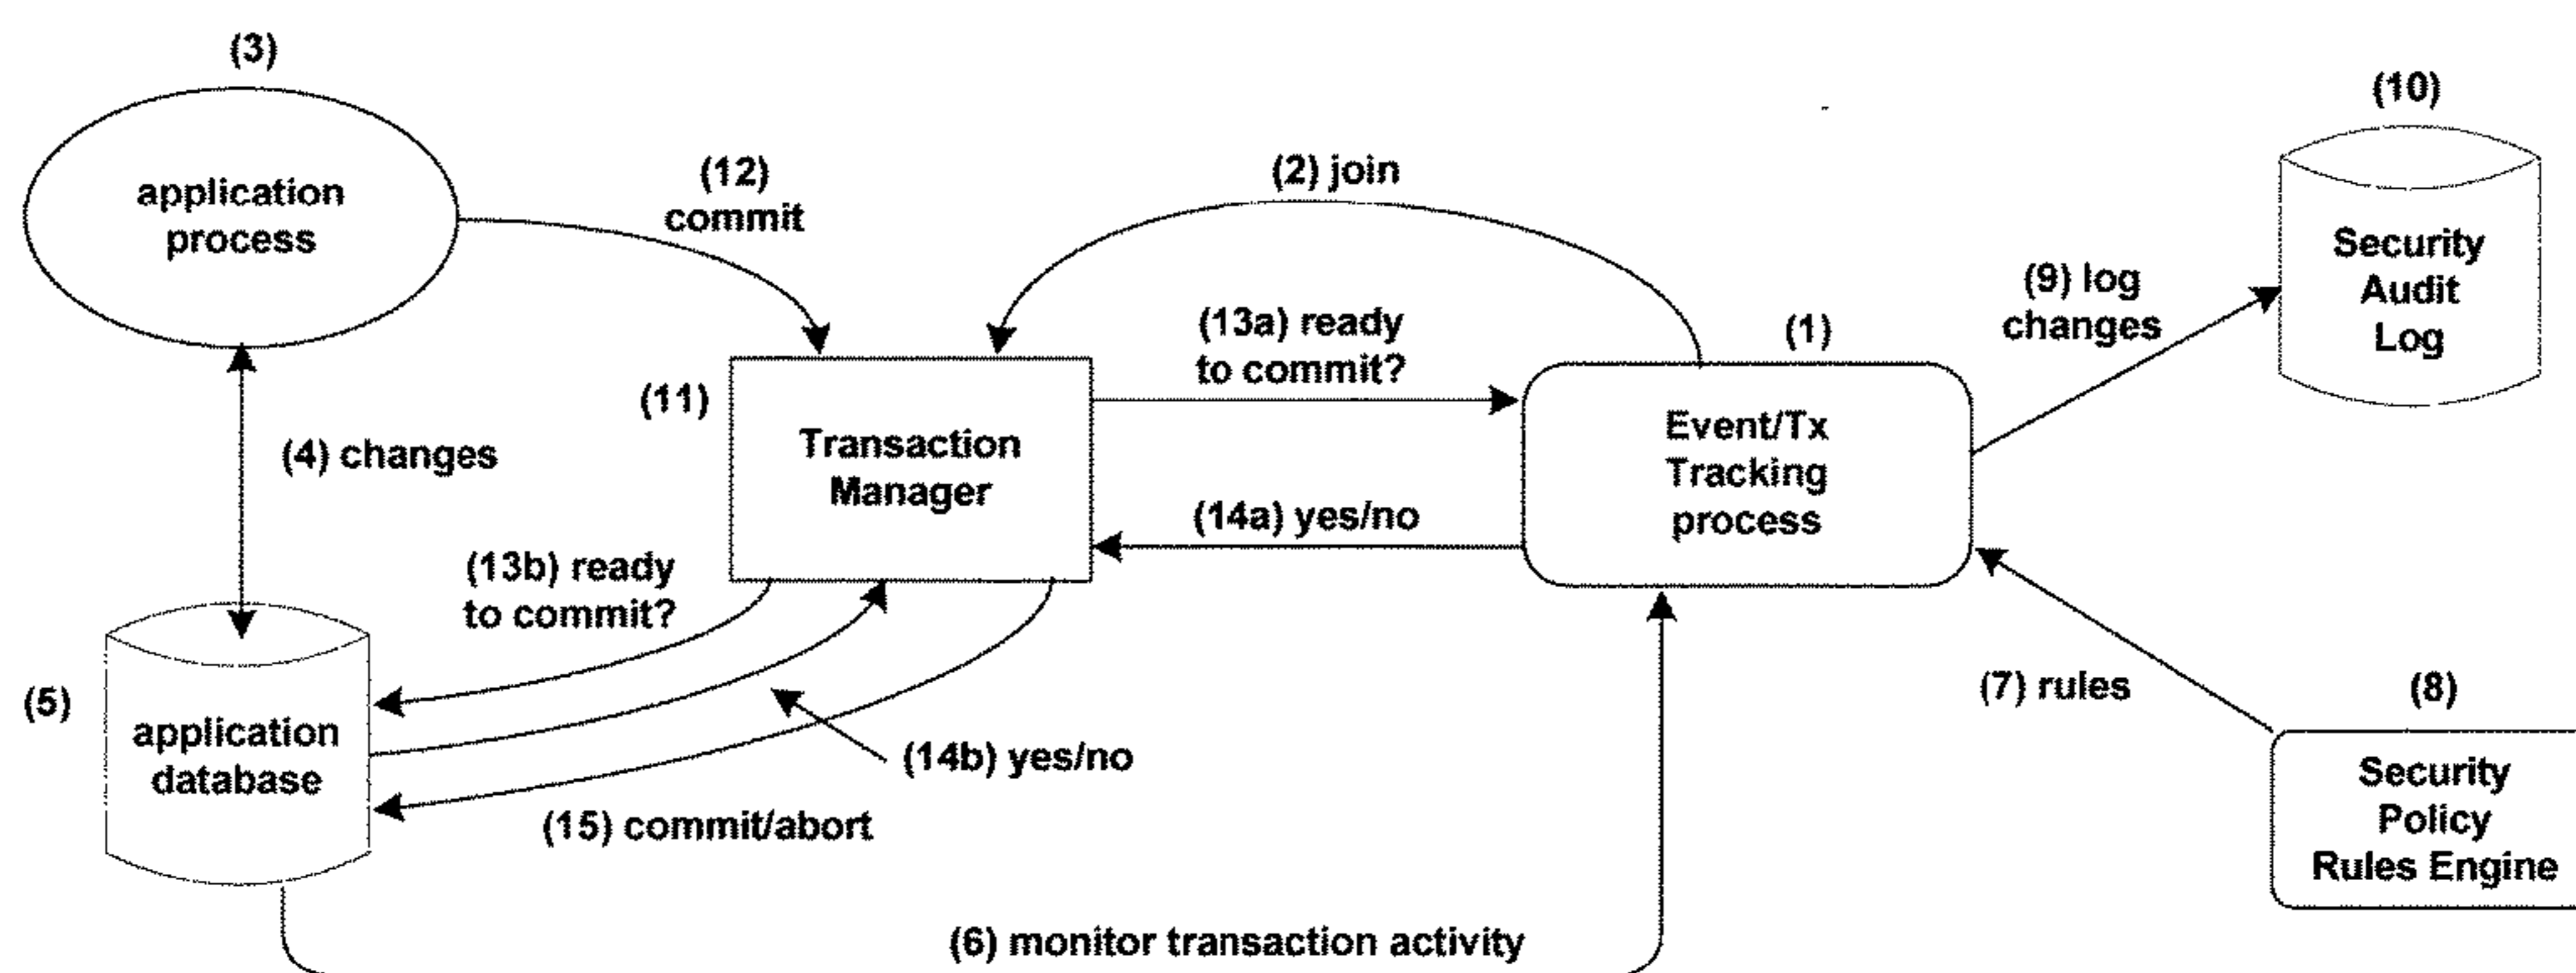 (3)
application
process
(12)
commit
(2) join
(10)
Security
Audit
Log
(9) log
changes
(13a) ready
to commit?
(1)
(11)
Transaction
Manager
Event/Tx
Tracking
process
(4) changes
(14a) yes/no
(13b) ready
to commit?
(5)
application
database
(14b) yes/no
(15) commit/abort
(7) rules
(8)
Security
Policy
Rules Engine
(6) monitor transaction activity